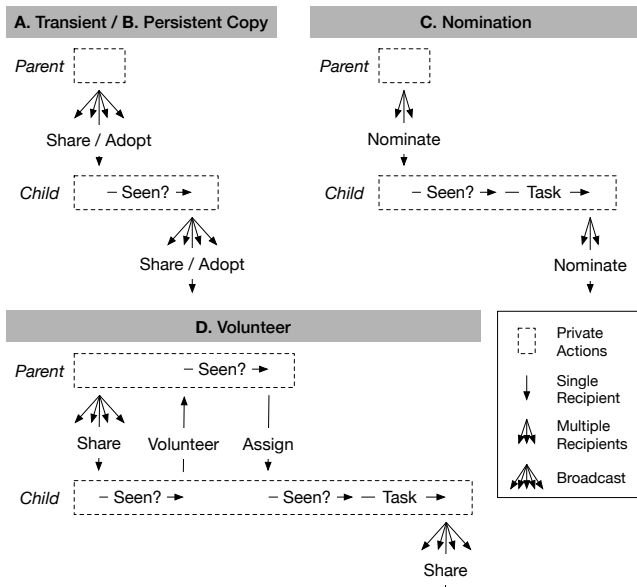 A. Transient / B. Persistent Copy
Parent
Share / Adopt
Child
Seen?
Share / Adopt
C. Nomination
Parent
Nominate
Child
Seen?
Task
Nominate
D. Volunteer
Parent
Seen?
Share
Volunteer
Assign
Child
Seen?
Seen?
Task
Share
Private
Actions
Single
Recipient
Multiple
Recipients
Broadcast